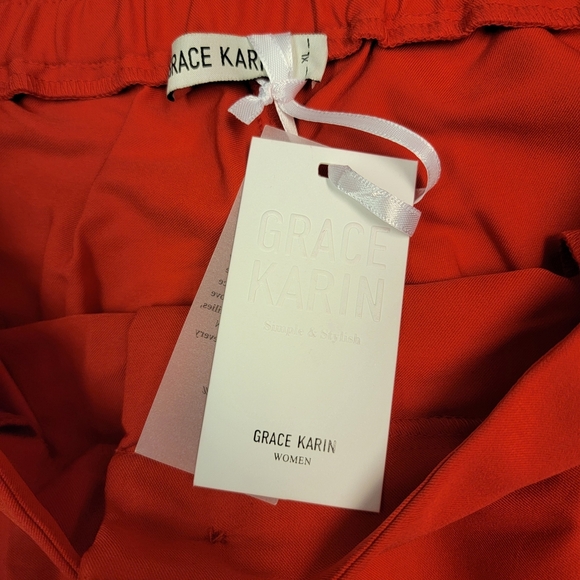 GRACE KARIN
XL
GRACE
KARIN
Simple & Stylish
GRACE KARIN
WOMEN